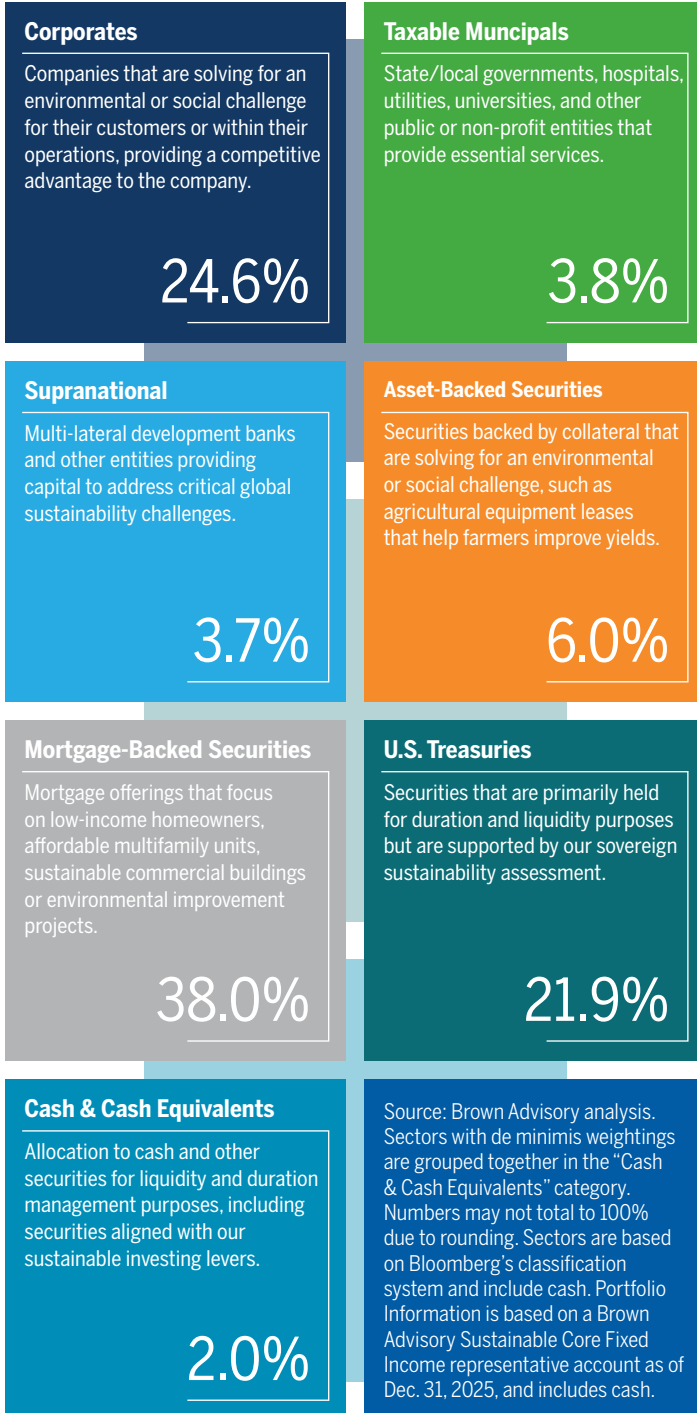 Corporates
Companies that are solving for an
environmental or social challenge
for their customers or within their
operations, providing a competitive
advantage to the company.
24.6%
Taxable Muncipals
State/local governments, hospitals,
utilities, universities, and other
public or non-profit entities that
provide essential services.
3.8%
Supranational
Multi-lateral development banks
and other entities providing
capital to address critical global
sustainability challenges.
3.7%
Asset-Backed Securities
Securities backed by collateral that
are solving for an environmental
or social challenge, such as
agricultural equipment leases
that help farmers improve yields.
6.0%
Mortgage-Backed Securities
Mortgage offerings that focus
on low-income homeowners,
affordable multifamily units,
sustainable commercial buildings
or environmental improvement
projects.
38.0%
U.S. Treasuries
Securities that are primarily held
for duration and liquidity purposes
but are supported by our sovereign
sustainability assessment.
21.9%
Cash & Cash Equivalents
Allocation to cash and other
securities for liquidity and duration
management purposes, including
securities aligned with our
sustainable investing levers.
2.0%
Source: Brown Advisory analysis.
Sectors with de minimis weightings
are grouped together in the “Cash
& Cash Equivalents” category.
Numbers may not total to 100%
due to rounding. Sectors are based
on Bloomberg’s classification
system and include cash. Portfolio
Information is based on a Brown
Advisory Sustainable Core Fixed
Income representative account as of
Dec. 31, 2025, and includes cash.